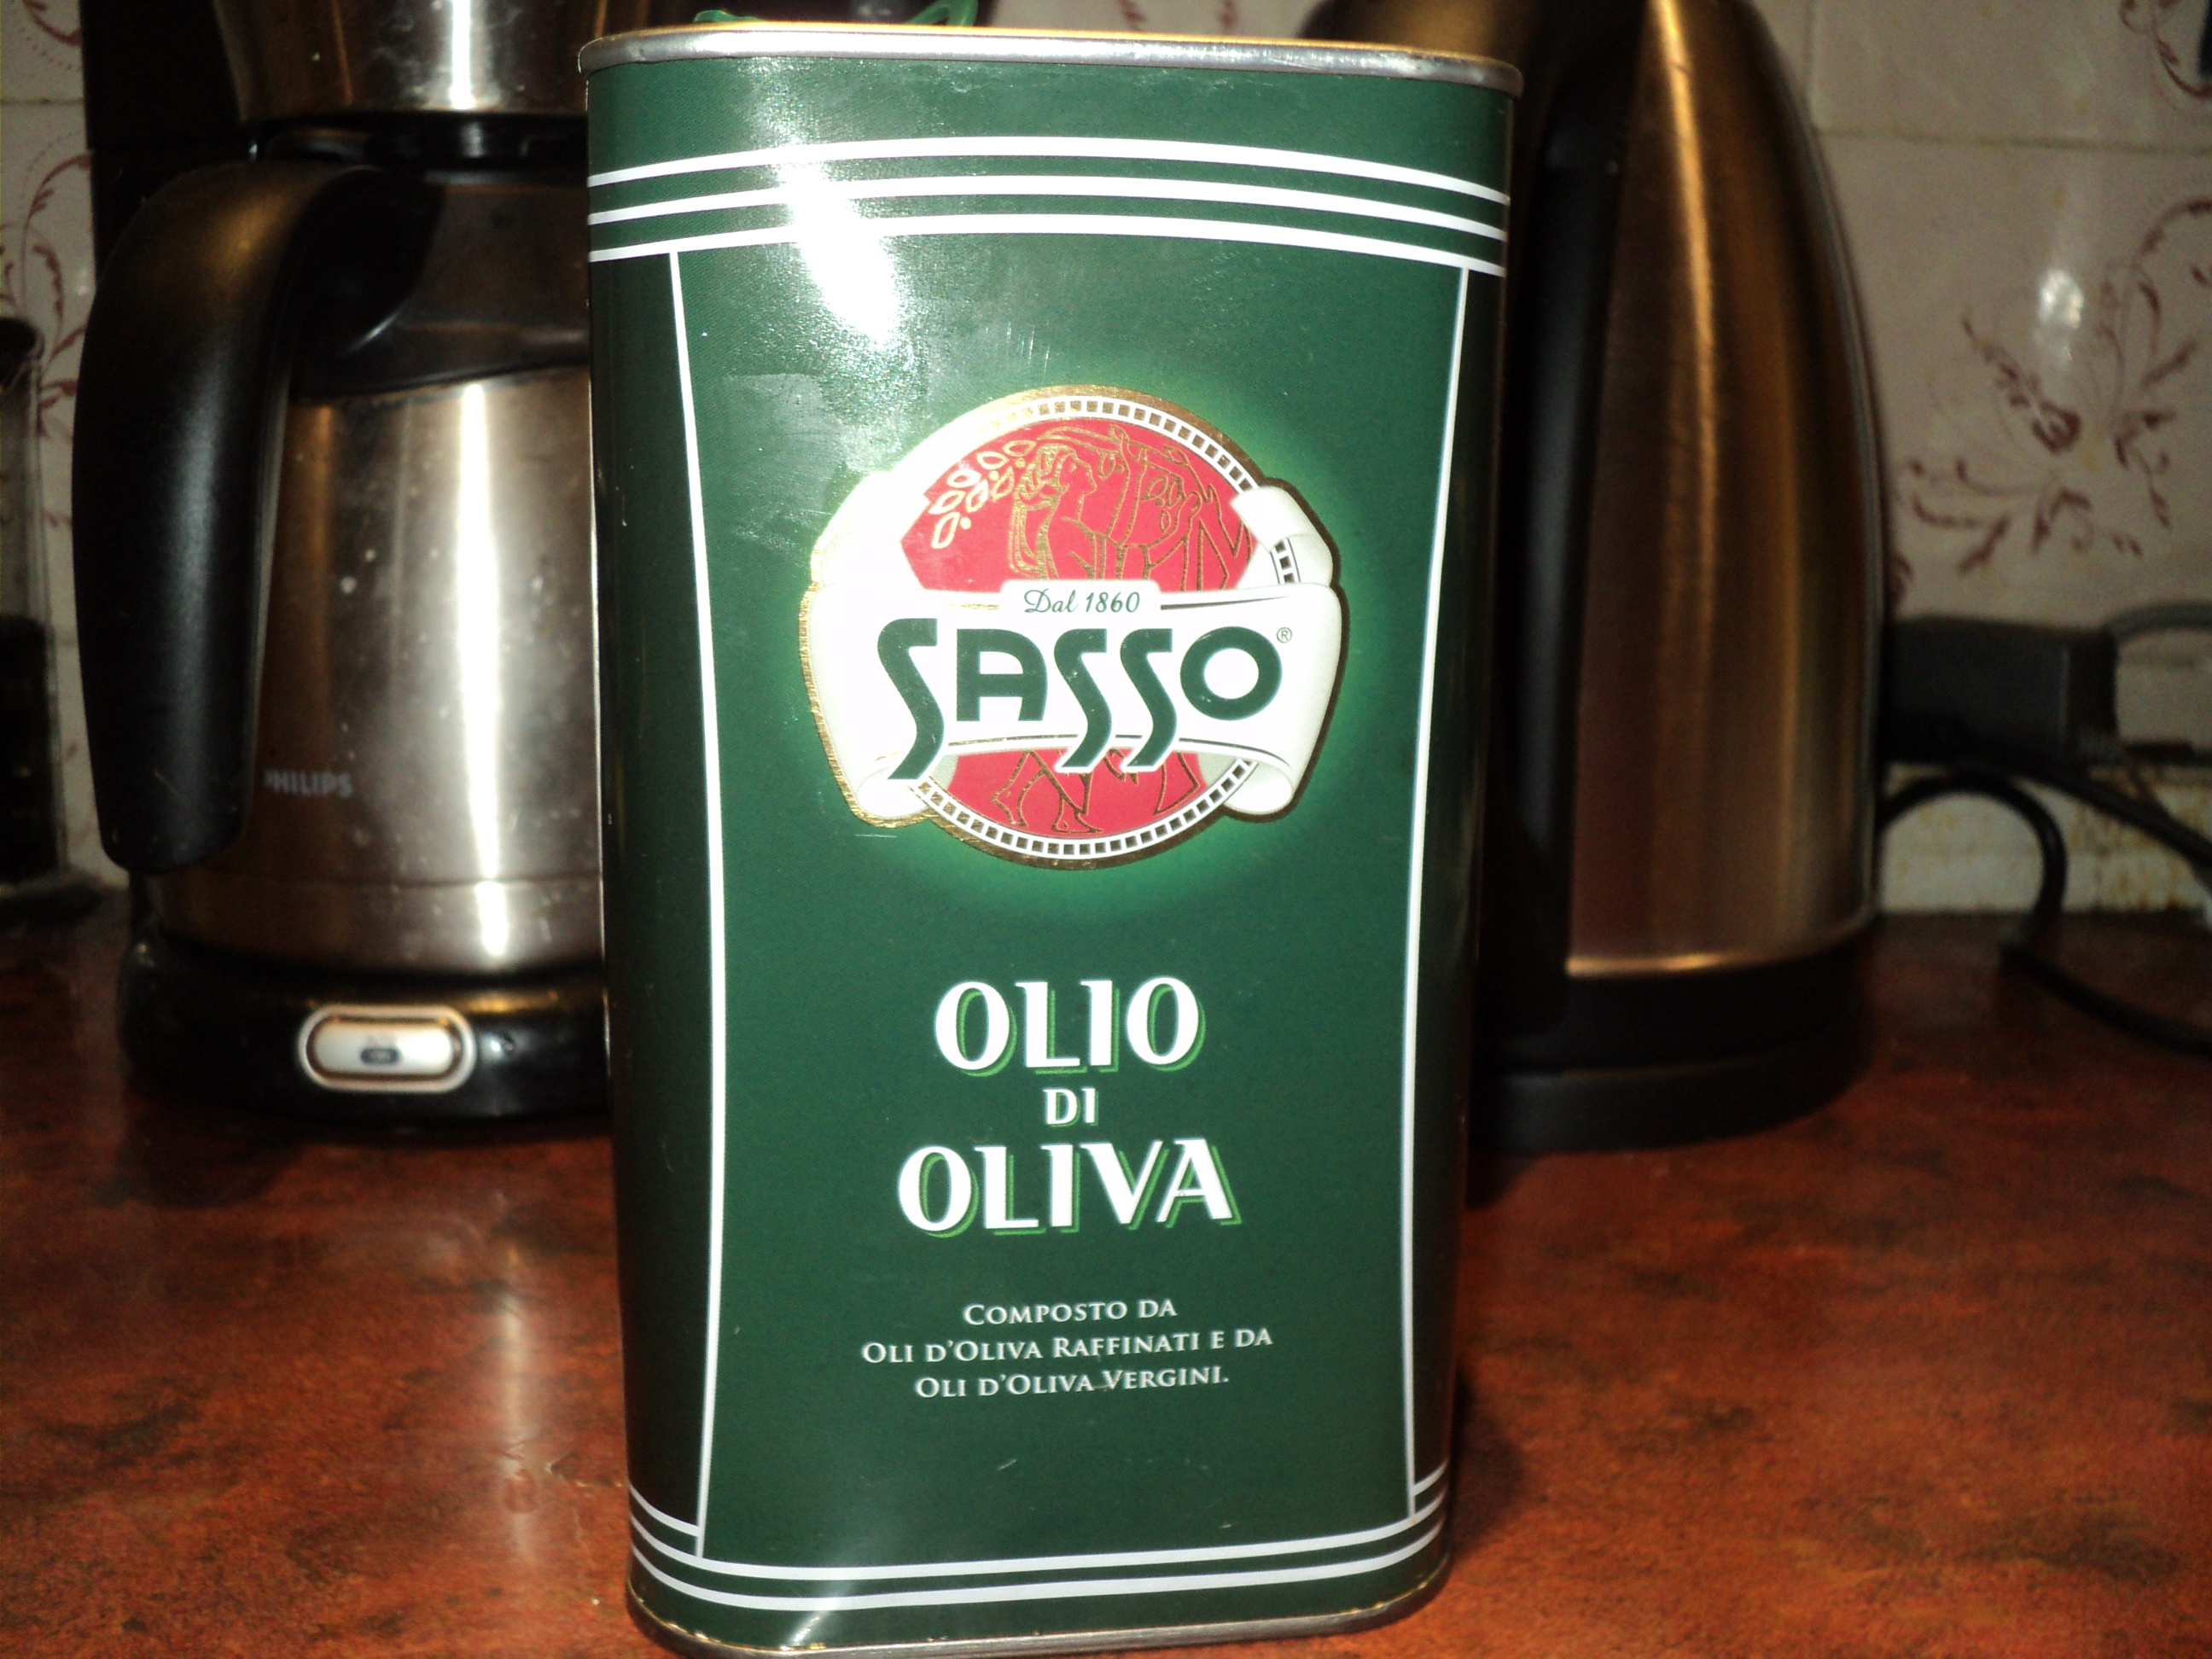 Dal 1860
SASSO®
OLIO
DI
OLIVA
COMPOSTO DA
OLI D'OLIVA RAFFINATI E DA
OLI D'OLIVA VERGINI.
PHILIPS